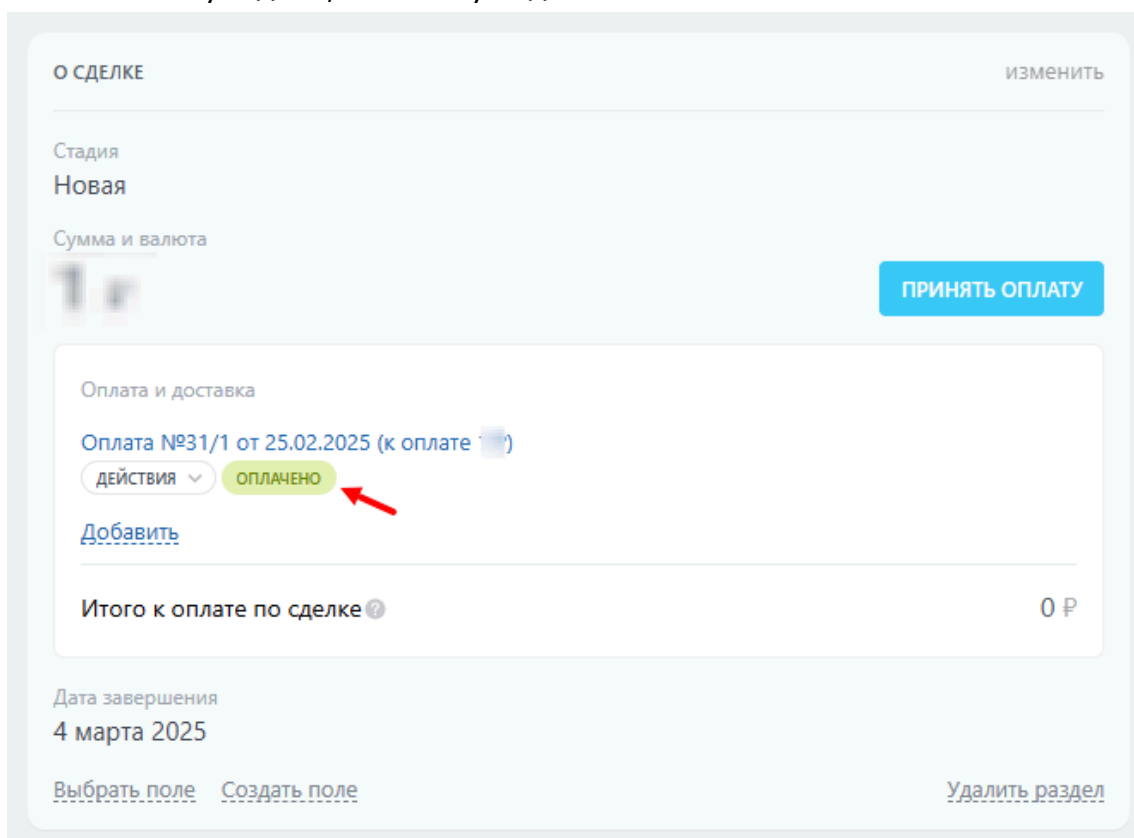 О СДЕЛКЕ изменить
Стадия
Новая
Сумма и валюта
ПРИНЯТЬ ОПЛАТУ
Оплата и доставка
Оплата №31/1 от 25.02.2025 (к оплате )
ДЕЙСТВИЯ ОПЛАЧЕНО
Добавить
Итого к оплате по сделке ? 0 ₽
Дата завершения
4 марта 2025
Выбрать поле Создать поле Удалить раздел